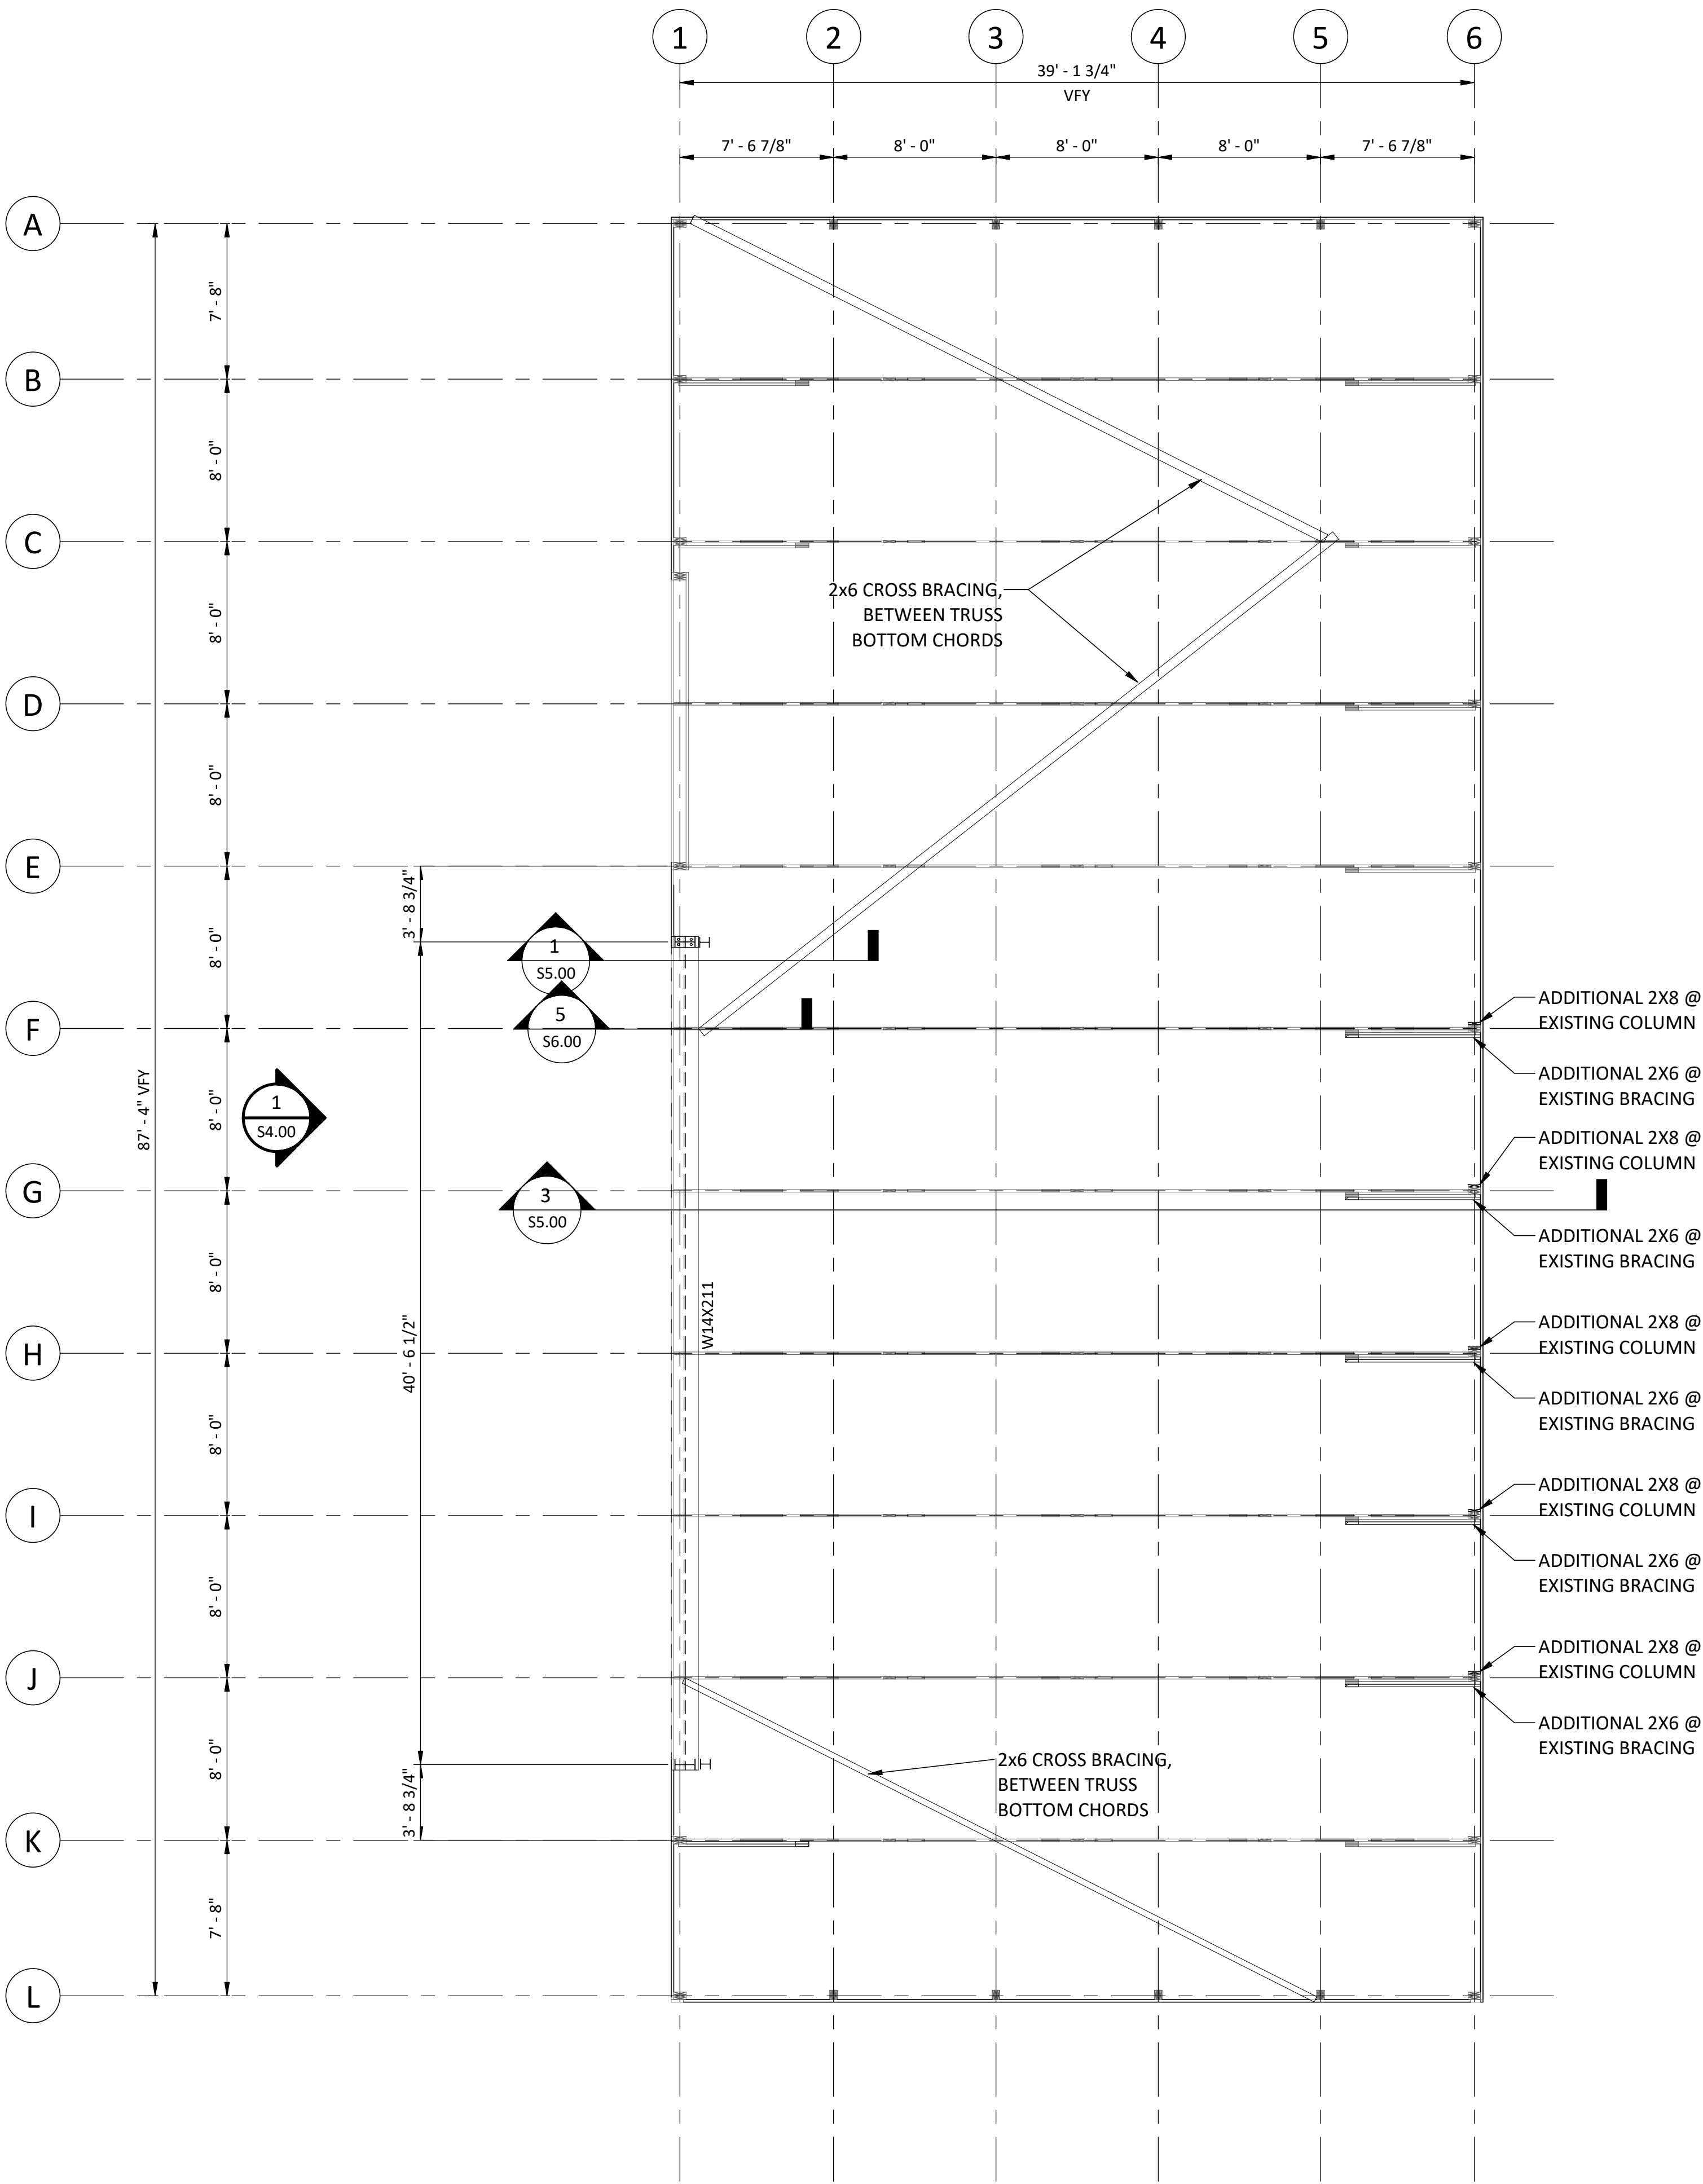 1
2
3
4
5
6
39' - 1 3/4"
VFY
7' - 6 7/8"
8' - 0"
8' - 0"
8' - 0"
7' - 6 7/8"
A
7' - 8"
B
8' - 0"
C
8' - 0"
2x6 CROSS BRACING,
BETWEEN TRUSS
BOTTOM CHORDS
D
8' - 0"
E
3' - 8 3/4"
8' - 0"
1
S5.00
5
S6.00
F
ADDITIONAL 2X8 @
EXISTING COLUMN
ADDITIONAL 2X6 @
EXISTING BRACING
87' - 4" VFY
8' - 0"
1
S4.00
ADDITIONAL 2X8 @
EXISTING COLUMN
G
3
S5.00
ADDITIONAL 2X6 @
EXISTING BRACING
8' - 0"
W14X211
ADDITIONAL 2X8 @
EXISTING COLUMN
H
40' - 6 1/2"
ADDITIONAL 2X6 @
EXISTING BRACING
8' - 0"
ADDITIONAL 2X8 @
EXISTING COLUMN
I
ADDITIONAL 2X6 @
EXISTING BRACING
8' - 0"
ADDITIONAL 2X8 @
EXISTING COLUMN
J
ADDITIONAL 2X6 @
EXISTING BRACING
8' - 0"
2x6 CROSS BRACING,
BETWEEN TRUSS
BOTTOM CHORDS
3' - 8 3/4"
K
7' - 8"
L